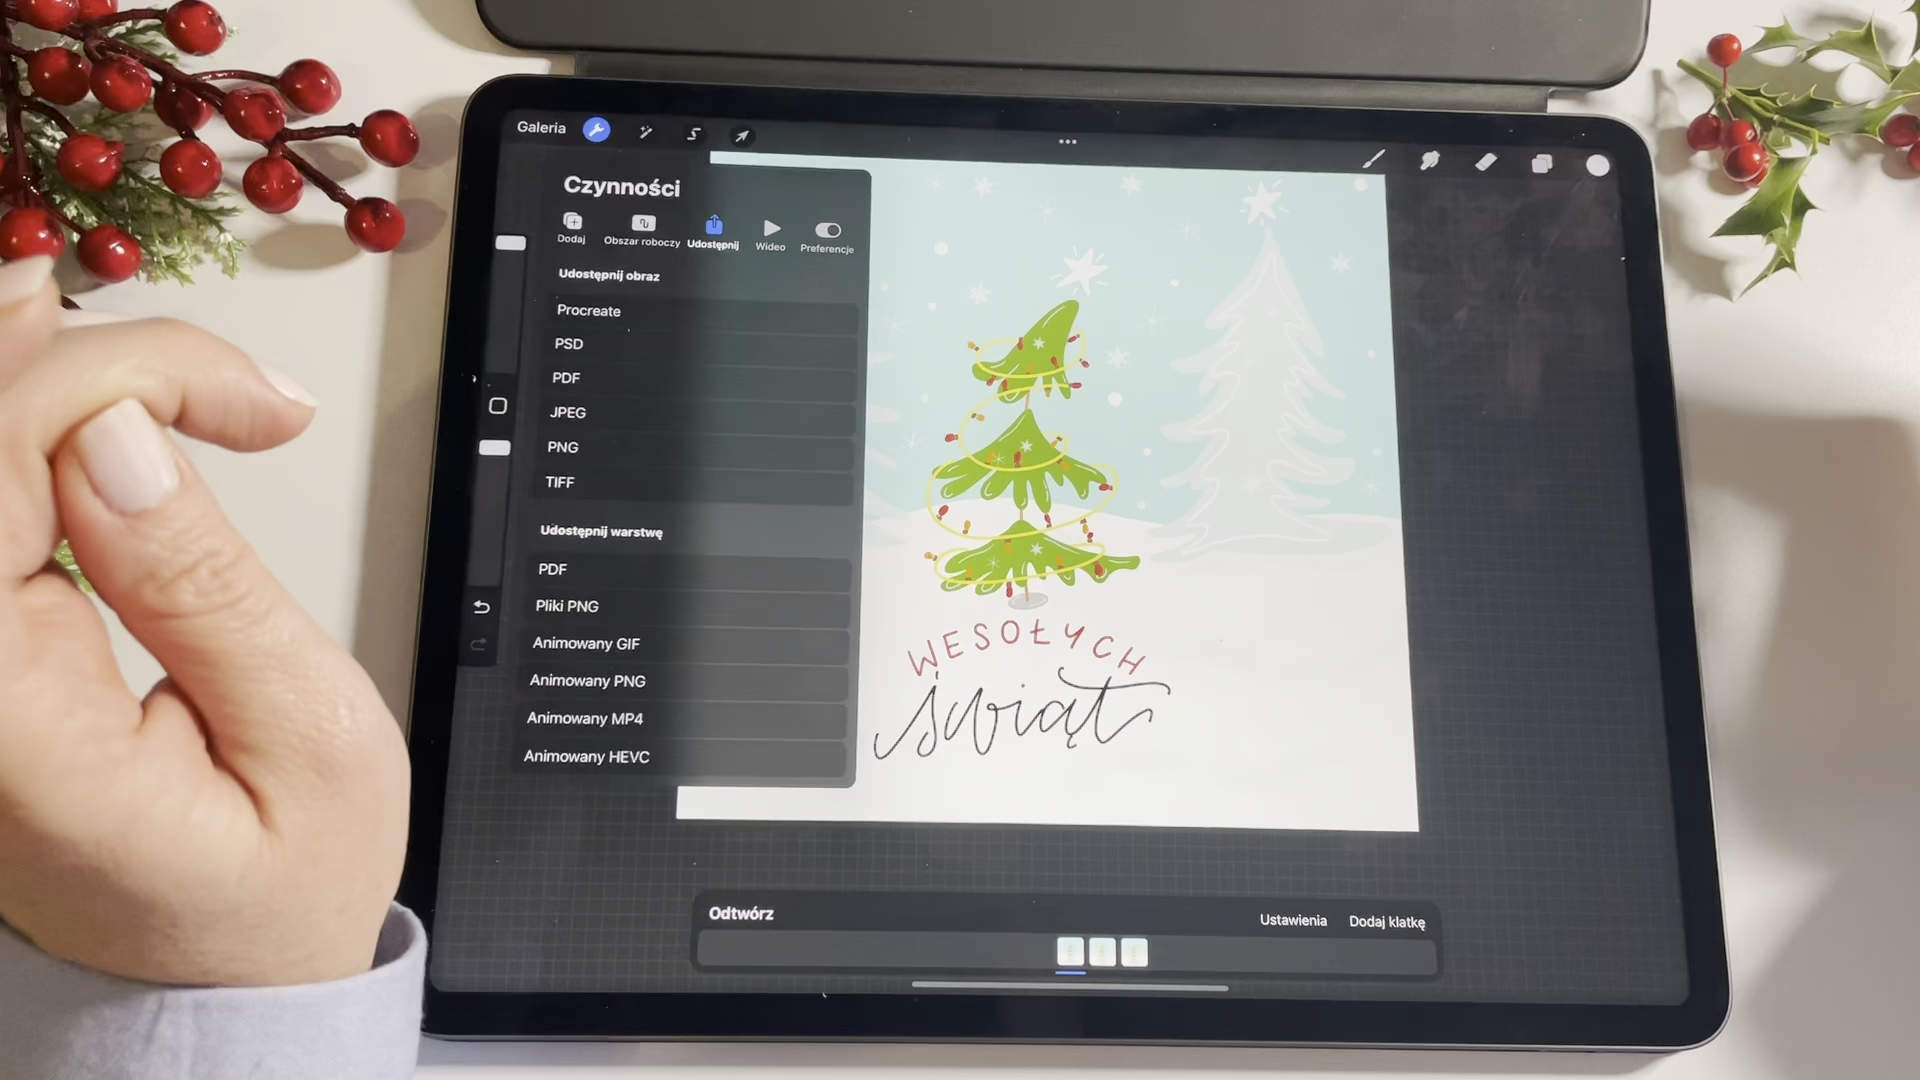 Galeria
Czynności
Dodaj
Obszar roboczy
Udostępnij
Wideo
Preferencje
Udostępnij obraz
Procreate
PSD
PDF
JPEG
PNG
TIFF
Udostępnij warstwę
PDF
Pliki PNG
Animowany GIF
Animowany PNG
Animowany MP4
Animowany HEVC
WESOŁYCH
świąt
Odtwórz
Ustawienia
Dodaj klatkę